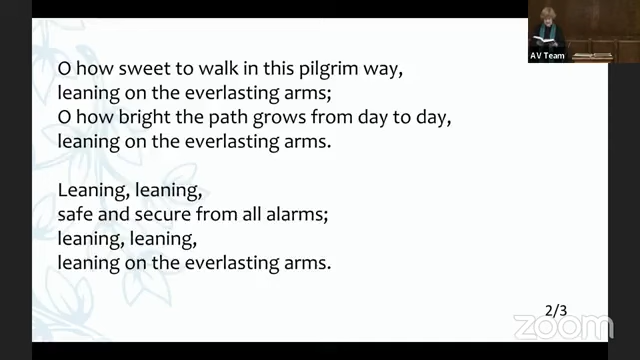 O how sweet to walk in this pilgrim way,
leaning on the everlasting arms;
O how bright the path grows from day to day,
leaning on the everlasting arms.
Leaning, leaning,
safe and secure from all alarms;
leaning, leaning,
leaning on the everlasting arms.
2/3
AV Team
zoom